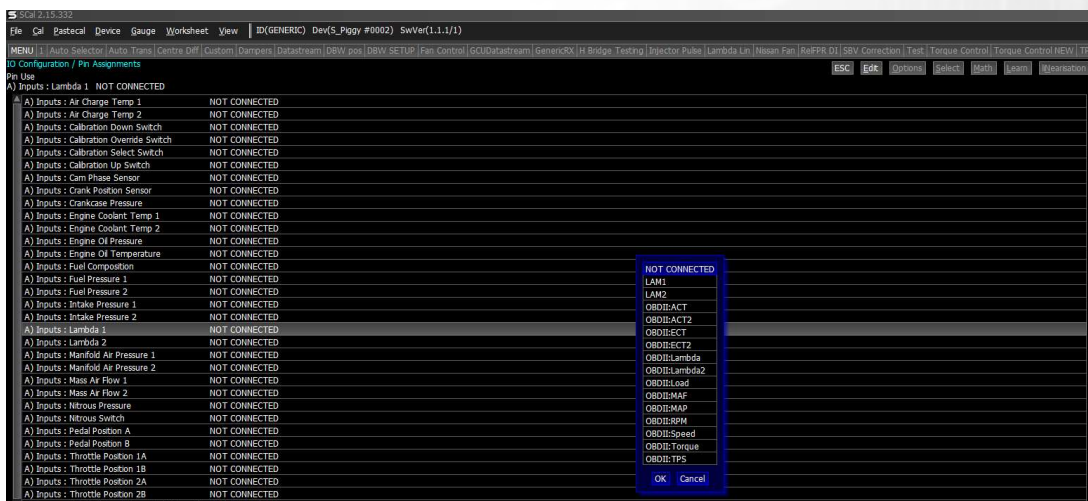 SCal 2.15.332
File Cal Pastecal Device Gauge Worksheet View ID(GENERIC) Dev(S_Piggy #0002) SwVer(1.1.1/1)
MENU 1 Auto Selector Auto Trans Centre Diff Custom Dampers Datastream DBW pos DBW SETUP Fan Control GCUDatastream GenericRX H Bridge Testing Injector Pulse Lambda Lin Nissan Fan RelFPR DI SBV Correction Test Torque Control Torque Control NEW
IO Configuration / Pin Assignments
ESC Edit Options Select Math Learn
Pin Use
A) Inputs : Lambda 1 NOT CONNECTED
A) Inputs : Air Charge Temp 1 NOT CONNECTED
A) Inputs : Air Charge Temp 2 NOT CONNECTED
A) Inputs : Calibration Down Switch NOT CONNECTED
A) Inputs : Calibration Override Switch NOT CONNECTED
A) Inputs : Calibration Select Switch NOT CONNECTED
A) Inputs : Calibration Up Switch NOT CONNECTED
A) Inputs : Cam Phase Sensor NOT CONNECTED
A) Inputs : Crank Position Sensor NOT CONNECTED
A) Inputs : Crankcase Pressure NOT CONNECTED
A) Inputs : Engine Coolant Temp 1 NOT CONNECTED
A) Inputs : Engine Coolant Temp 2 NOT CONNECTED
A) Inputs : Engine Oil Pressure NOT CONNECTED
A) Inputs : Engine Oil Temperature NOT CONNECTED
A) Inputs : Fuel Composition NOT CONNECTED
A) Inputs : Fuel Pressure 1 NOT CONNECTED
A) Inputs : Fuel Pressure 2 NOT CONNECTED
A) Inputs : Intake Pressure 1 NOT CONNECTED
A) Inputs : Intake Pressure 2 NOT CONNECTED
A) Inputs : Lambda 1 NOT CONNECTED
A) Inputs : Lambda 2 NOT CONNECTED
A) Inputs : Manifold Air Pressure 1 NOT CONNECTED
A) Inputs : Manifold Air Pressure 2 NOT CONNECTED
A) Inputs : Mass Air Flow 1 NOT CONNECTED
A) Inputs : Mass Air Flow 2 NOT CONNECTED
A) Inputs : Nitrous Pressure NOT CONNECTED
A) Inputs : Nitrous Switch NOT CONNECTED
A) Inputs : Pedal Position A NOT CONNECTED
A) Inputs : Pedal Position B NOT CONNECTED
A) Inputs : Throttle Position 1A NOT CONNECTED
A) Inputs : Throttle Position 1B NOT CONNECTED
A) Inputs : Throttle Position 2A NOT CONNECTED
A) Inputs : Throttle Position 2B NOT CONNECTED
NOT CONNECTED
LAM1
LAM2
OBDII:ACT
OBDII:ACT2
OBDII:ECT
OBDII:ECT2
OBDII:Lambda
OBDII:Lambda2
OBDII:Load
OBDII:MAF
OBDII:MAP
OBDII:RPM
OBDII:Speed
OBDII:Torque
OBDII:TPS
OK Cancel